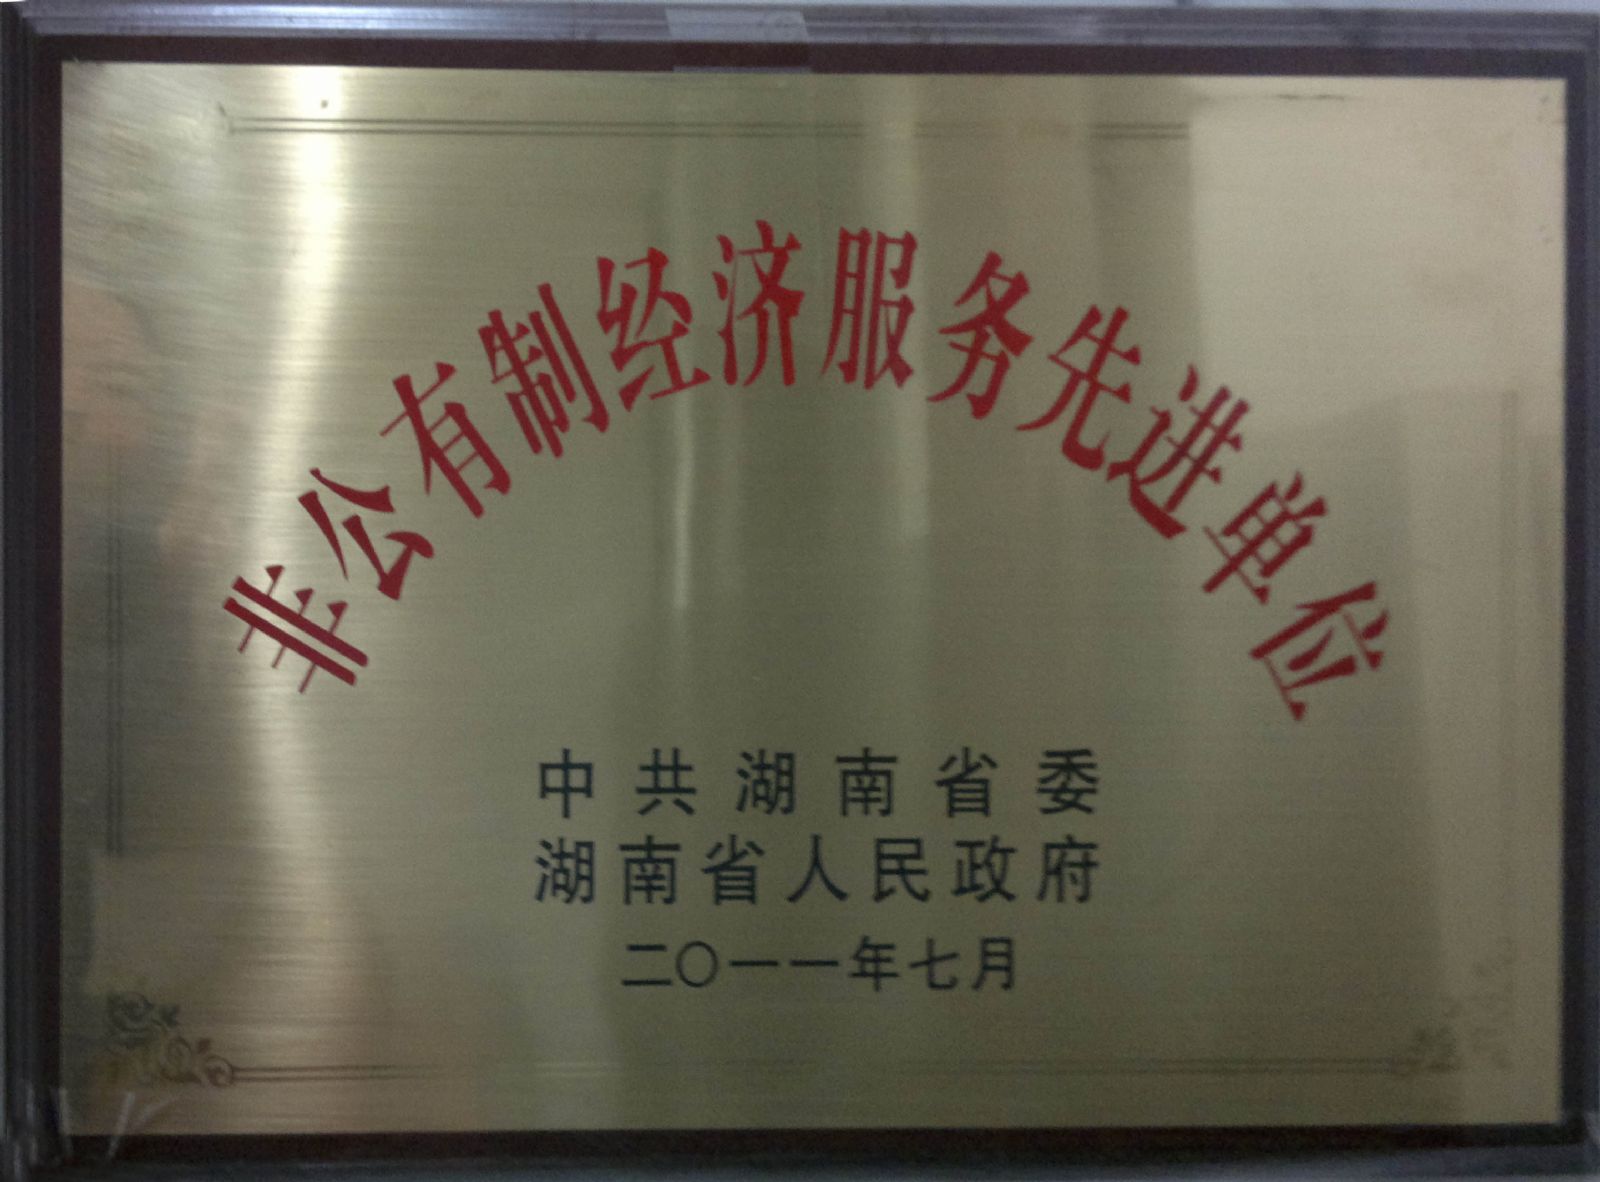 非公有制经济服务先进单位
中共湖南省委
湖南省人民政府
二〇一一年七月